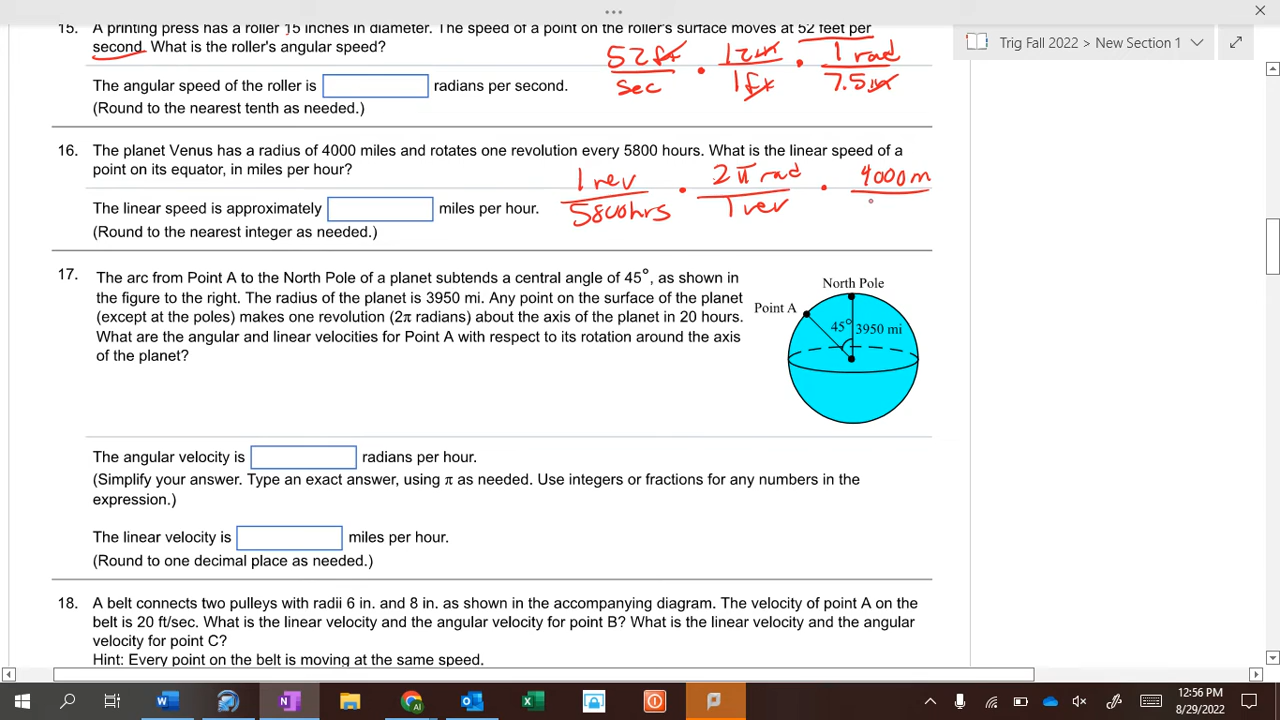 15. A printing press has a roller 15 inches in diameter. The speed of a point on the roller's surface moves at 52 feet per
second. What is the roller's angular speed?
52 ft/sec · 12 in/1 ft · 1 rad/7.5 in
The angular speed of the roller is radians per second.
(Round to the nearest tenth as needed.)
16. The planet Venus has a radius of 4000 miles and rotates one revolution every 5800 hours. What is the linear speed of a
point on its equator, in miles per hour?
1 rev/5800hrs · 2π rad/1 rev · 4000 m
The linear speed is approximately miles per hour.
(Round to the nearest integer as needed.)
17. The arc from Point A to the North Pole of a planet subtends a central angle of 45°, as shown in
the figure to the right. The radius of the planet is 3950 mi. Any point on the surface of the planet
(except at the poles) makes one revolution (2π radians) about the axis of the planet in 20 hours.
What are the angular and linear velocities for Point A with respect to its rotation around the axis
of the planet?
North Pole
Point A
45° 3950 mi
The angular velocity is radians per hour.
(Simplify your answer. Type an exact answer, using π as needed. Use integers or fractions for any numbers in the
expression.)
The linear velocity is miles per hour.
(Round to one decimal place as needed.)
18. A belt connects two pulleys with radii 6 in. and 8 in. as shown in the accompanying diagram. The velocity of point A on the
belt is 20 ft/sec. What is the linear velocity and the angular velocity for point B? What is the linear velocity and the angular
velocity for point C?
Hint: Every point on the belt is moving at the same speed.
Trig Fall 2022 > New Section 1
12:56 PM
8/29/2022